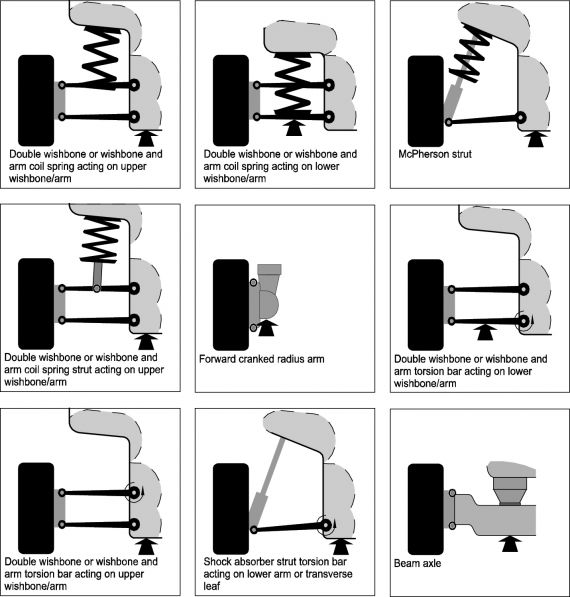 Double wishbone or wishbone and
arm coil spring acting on upper
wishbone/arm
Double wishbone or wishbone and
arm coil spring acting on lower
wishbone/arm
McPherson strut
Double wishbone or wishbone and
arm coil spring strut acting on upper
wishbone/arm
Forward cranked radius arm
Double wishbone or wishbone and
arm torsion bar acting on lower
wishbone/arm
Double wishbone or wishbone and
arm torsion bar acting on upper
wishbone/arm
Shock absorber strut torsion bar
acting on lower arm or transverse
leaf
Beam axle